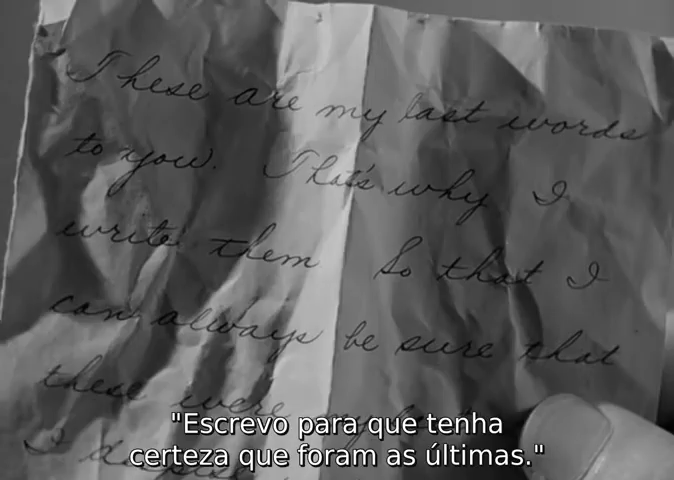 These are my last words
to you. That's why I
write them So that I
can always be sure that
these were
I despise
"Escrevo para que tenha
certeza que foram as últimas."